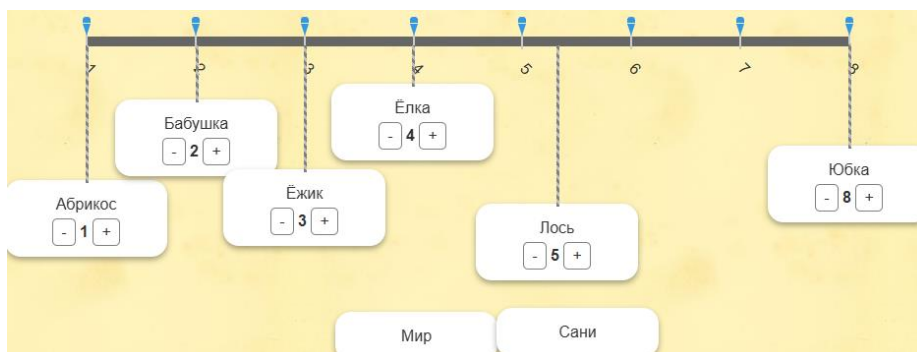 1 2 3 4 5 6 7 8
Ёлка
- 4 +
Бабушка
- 2 +
Юбка
- 8 +
Ёжик
- 3 +
Абрикос
- 1 +
Лось
- 5 +
Мир
Сани